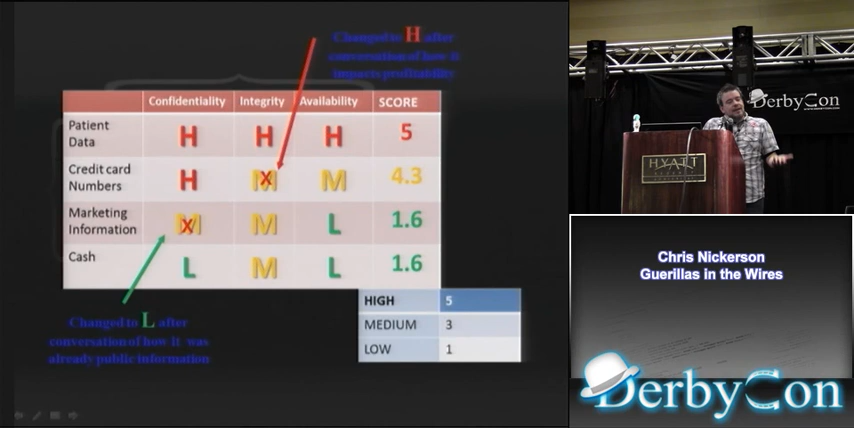 Changed to H after
conversation of how it
impacts profitability
Confidentiality Integrity Availability SCORE
Patient
Data H H H 5
Credit card
Numbers H M X M 4.3
Marketing
Information M X M L 1.6
Cash L M L 1.6
Changed to L after
conversation of how it was
already public information
HIGH 5
MEDIUM 3
LOW 1
DerbyCon
HYATT
Chris Nickerson
Guerillas in the Wires
DerbyCon